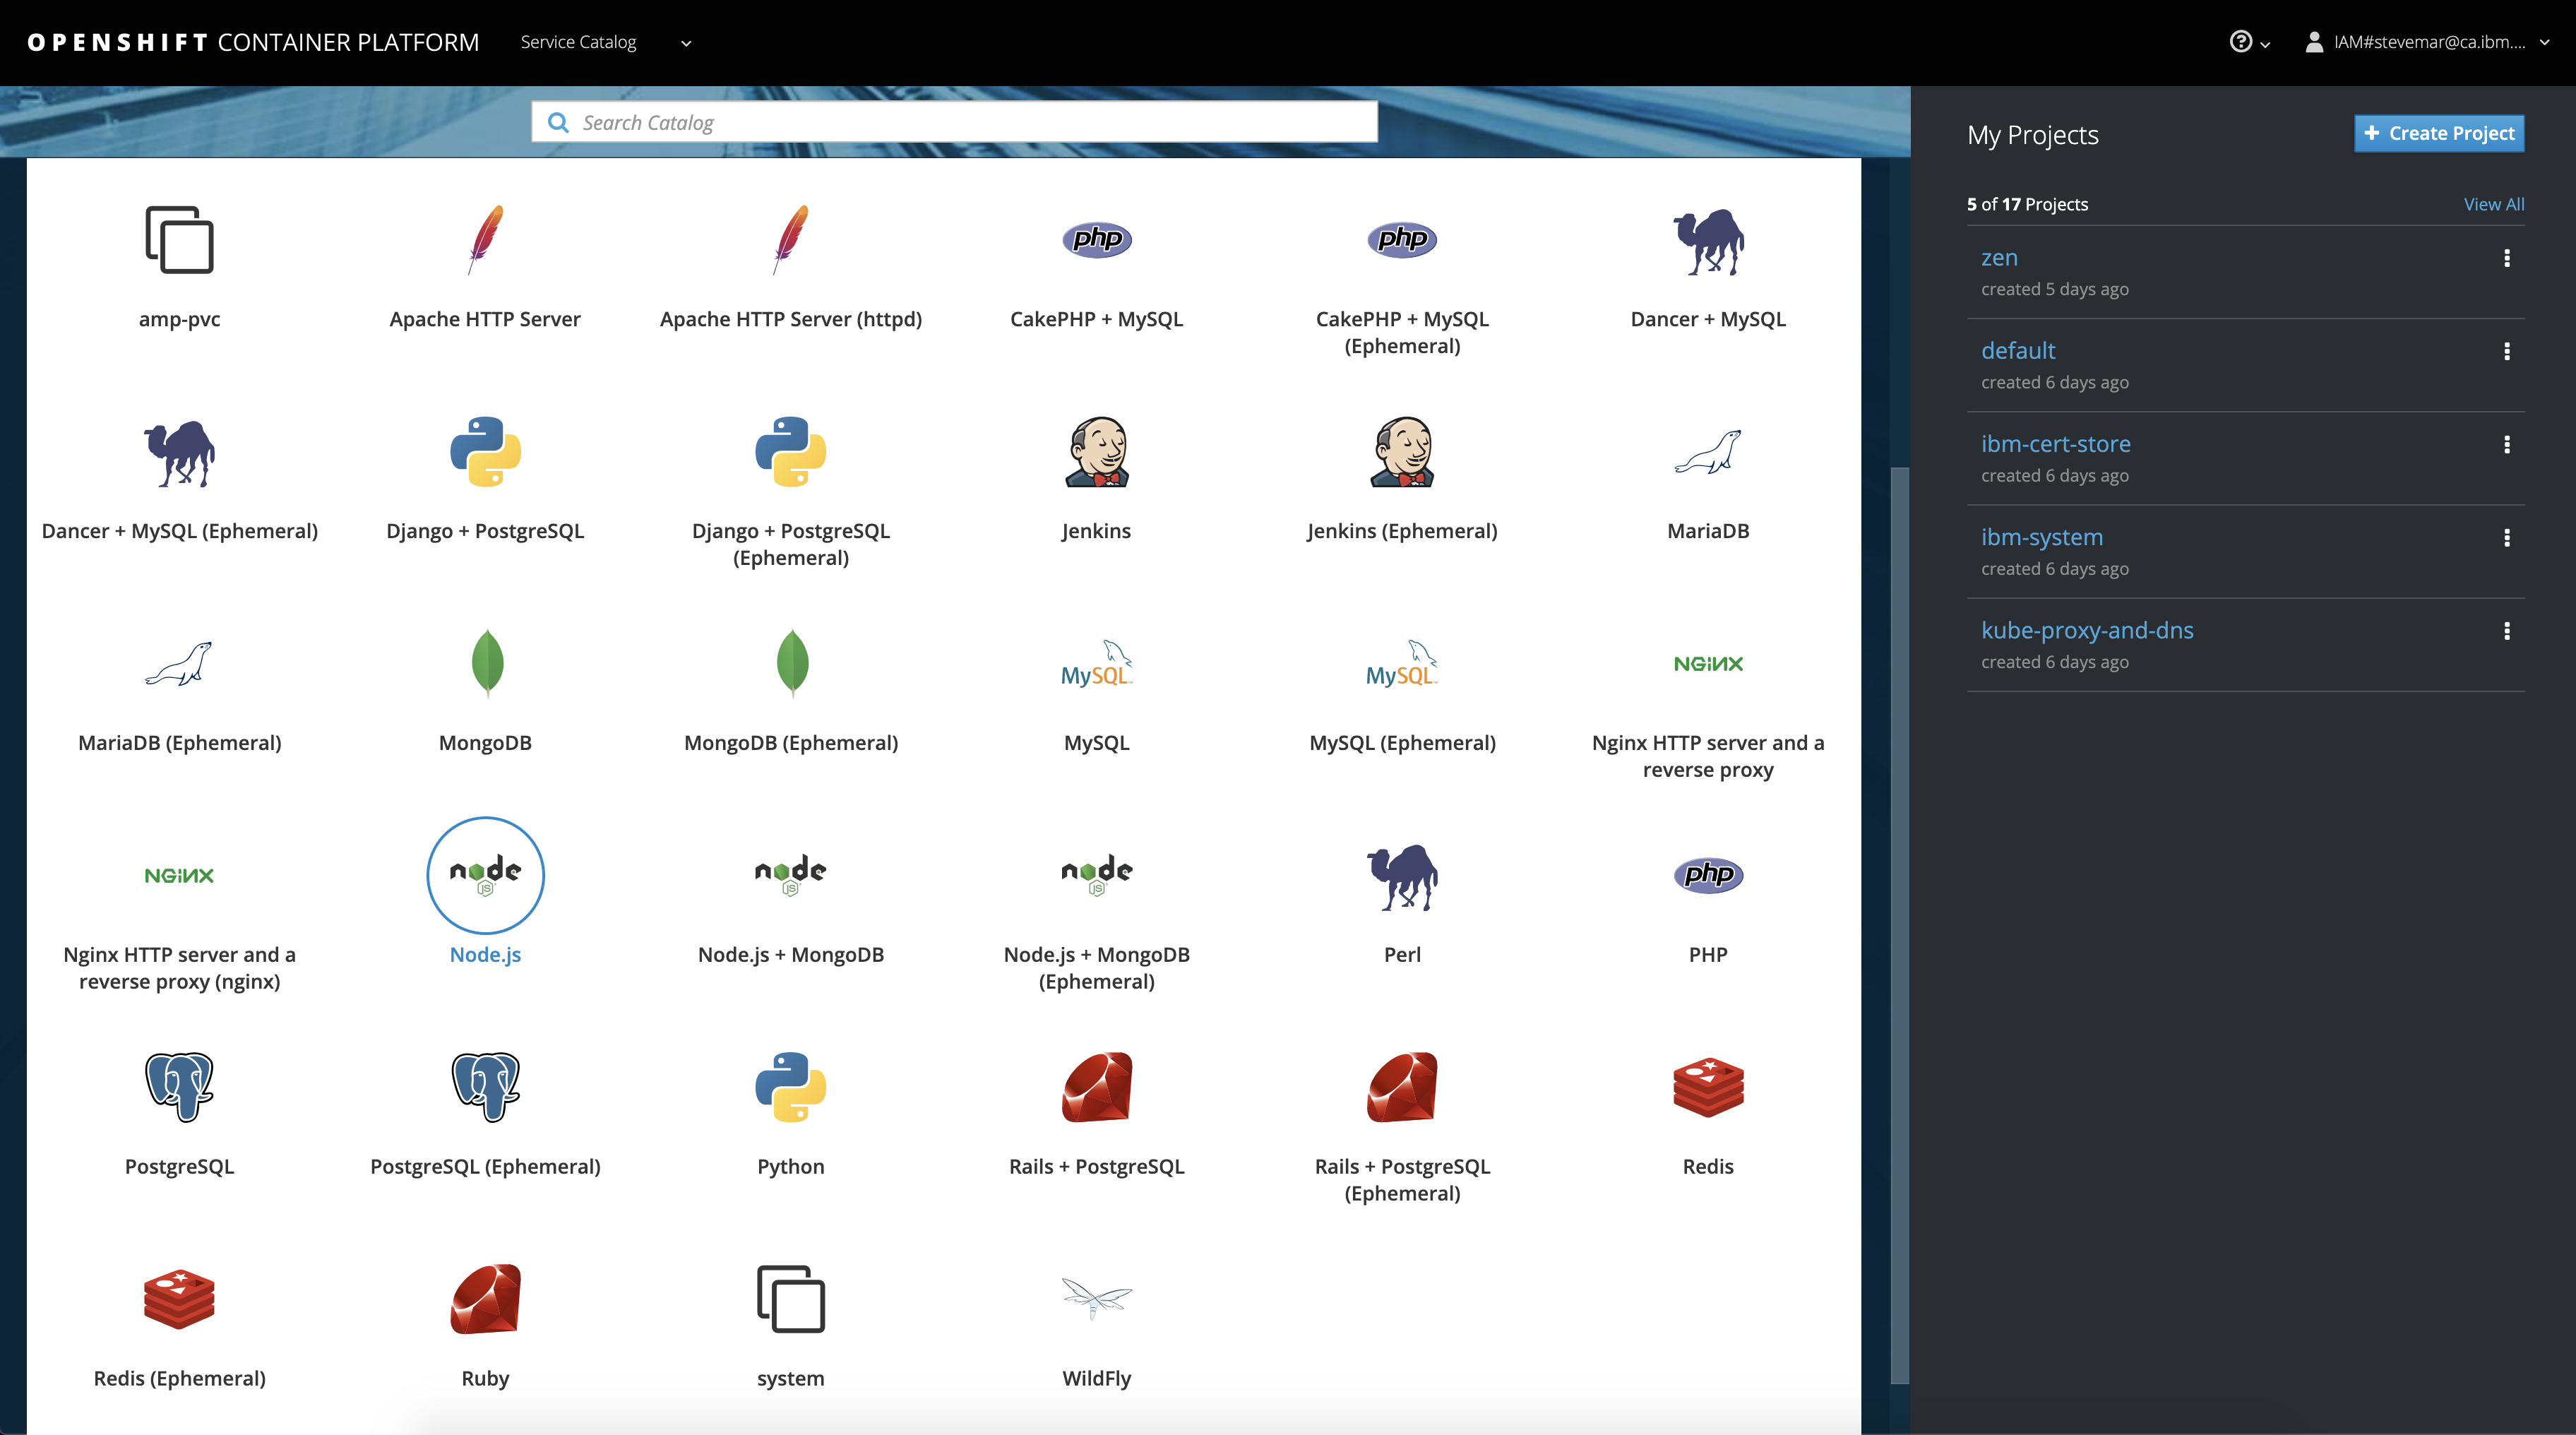 OPENSHIFT CONTAINER PLATFORM
Service Catalog
IAM#stevemar@ca.ibm....
Search Catalog
amp-pvc
Apache HTTP Server
Apache HTTP Server (httpd)
php
CakePHP + MySQL
php
CakePHP + MySQL
(Ephemeral)
Dancer + MySQL
Dancer + MySQL (Ephemeral)
Django + PostgreSQL
Django + PostgreSQL
(Ephemeral)
Jenkins
Jenkins (Ephemeral)
MariaDB
MariaDB (Ephemeral)
MongoDB
MongoDB (Ephemeral)
MySQL
MySQL
MySQL
MySQL (Ephemeral)
NGINX
Nginx HTTP server and a
reverse proxy
NGINX
Nginx HTTP server and a
reverse proxy (nginx)
node
JS
Node.js
node
JS
Node.js + MongoDB
node
JS
Node.js + MongoDB
(Ephemeral)
Perl
php
PHP
PostgreSQL
PostgreSQL (Ephemeral)
Python
Rails + PostgreSQL
Rails + PostgreSQL
(Ephemeral)
Redis
Redis (Ephemeral)
Ruby
system
WildFly
My Projects
+ Create Project
5 of 17 Projects
View All
zen
created 5 days ago
default
created 6 days ago
ibm-cert-store
created 6 days ago
ibm-system
created 6 days ago
kube-proxy-and-dns
created 6 days ago